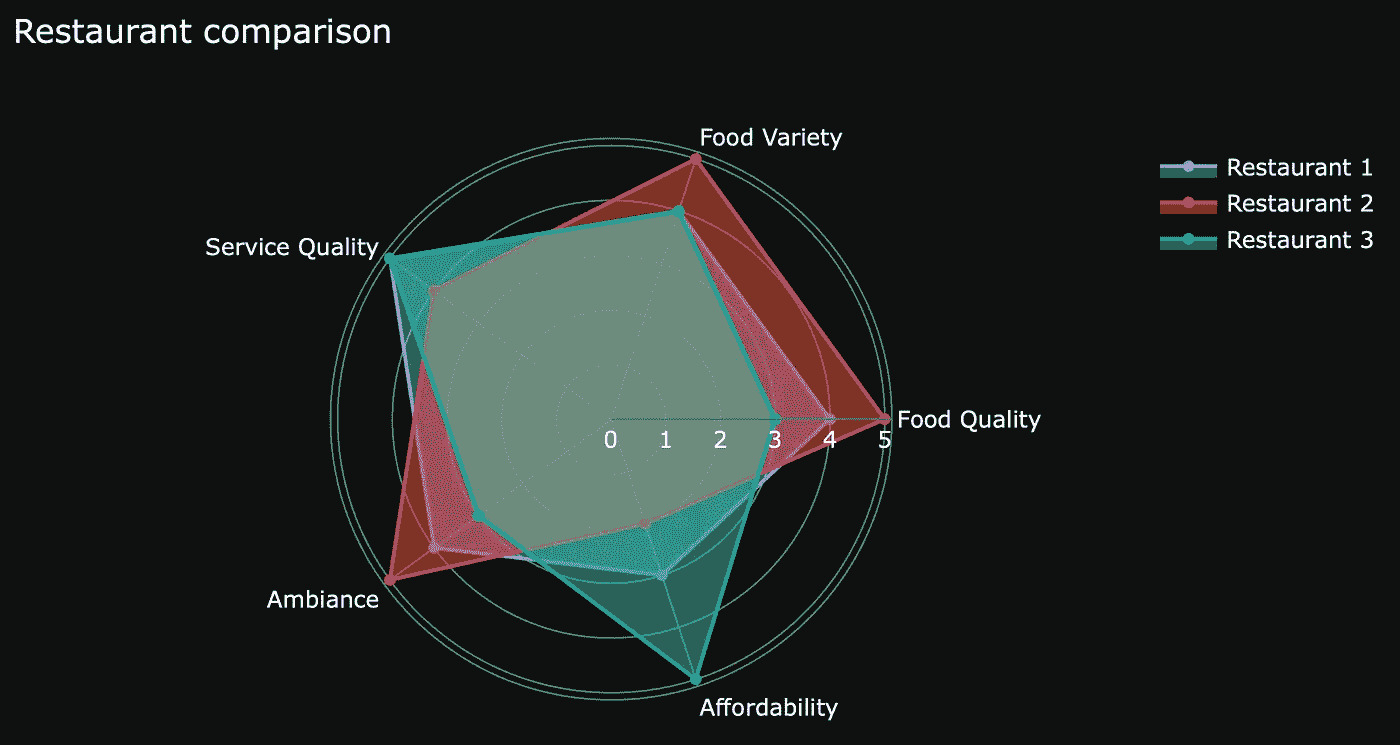 Restaurant comparison
Food Variety
Restaurant 1
Restaurant 2
Restaurant 3
Service Quality
Food Quality
0 1 2 3 4 5
Ambiance
Affordability